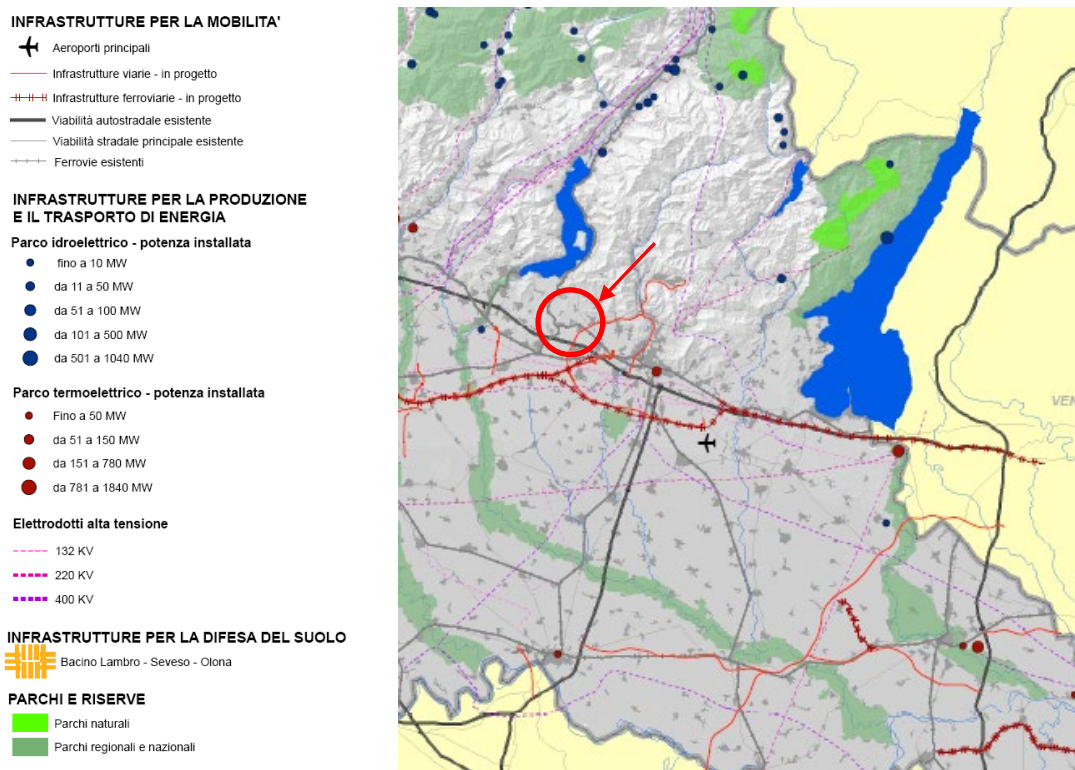 INFRASTRUTTURE PER LA MOBILITA'
Aeroporti principali
Infrastrutture viarie - in progetto
Infrastrutture ferroviarie - in progetto
Viabilità autostradale esistente
Viabilità stradale principale esistente
Ferrovie esistenti
INFRASTRUTTURE PER LA PRODUZIONE
E IL TRASPORTO DI ENERGIA
Parco idroelettrico - potenza installata
fino a 10 MW
da 11 a 50 MW
da 51 a 100 MW
da 101 a 500 MW
da 501 a 1040 MW
Parco termoelettrico - potenza installata
Fino a 50 MW
da 51 a 150 MW
da 151 a 780 MW
da 781 a 1840 MW
Elettrodotti alta tensione
132 KV
220 KV
400 KV
INFRASTRUTTURE PER LA DIFESA DEL SUOLO
Bacino Lambro - Seveso - Olona
PARCHI E RISERVE
Parchi naturali
Parchi regionali e nazionali
VEN